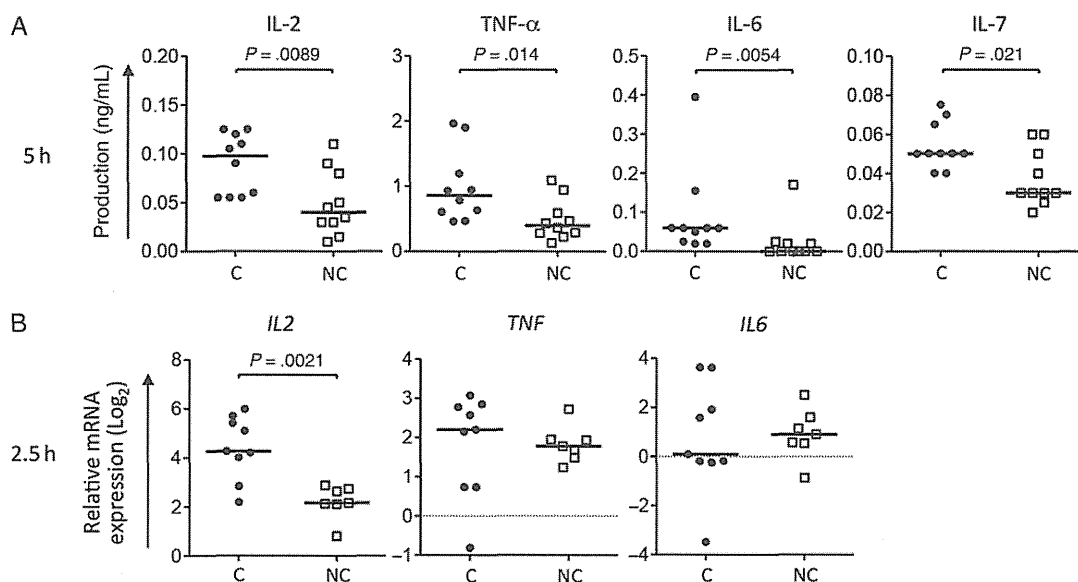 A
IL-2 TNF-α IL-6 IL-7
5 h
Production (ng/mL)
P = .0089
0.20
0.15
0.10
0.05
0.00
C NC
P = .014
3
2
1
0
C NC
P = .0054
0.5
0.4
0.3
0.2
0.1
0.0
C NC
P = .021
0.10
0.08
0.06
0.04
0.02
0.00
C NC
B
IL2 TNF IL6
2.5 h
Relative mRNA
expression (Log2)
P = .0021
8
6
4
2
0
C NC
4
3
2
1
0
−1
C NC
4
2
0
−2
−4
C NC